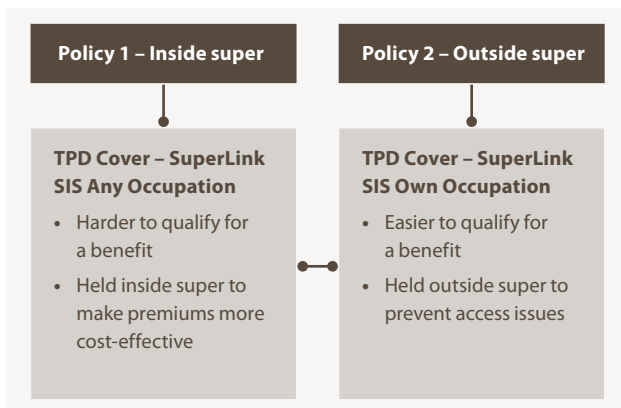 Policy 1 – Inside super
TPD Cover – SuperLink
SIS Any Occupation
• Harder to qualify for
a benefit
• Held inside super to
make premiums more
cost-effective
Policy 2 – Outside super
TPD Cover – SuperLink
SIS Own Occupation
• Easier to qualify for
a benefit
• Held outside super to
prevent access issues